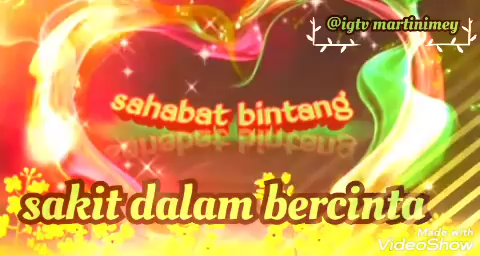 @igtv martinimey
sahabat bintang
sakit dalam bercinta
Made with
VideoShow